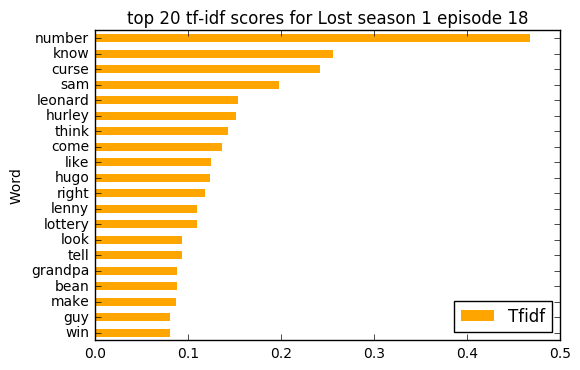 top 20 tf-idf scores for Lost season 1 episode 18
number
know
curse
sam
leonard
hurley
think
come
like
hugo
right
lenny
lottery
look
tell
grandpa
bean
make
guy
win
Word
Tfidf
0.0 0.1 0.2 0.3 0.4 0.5